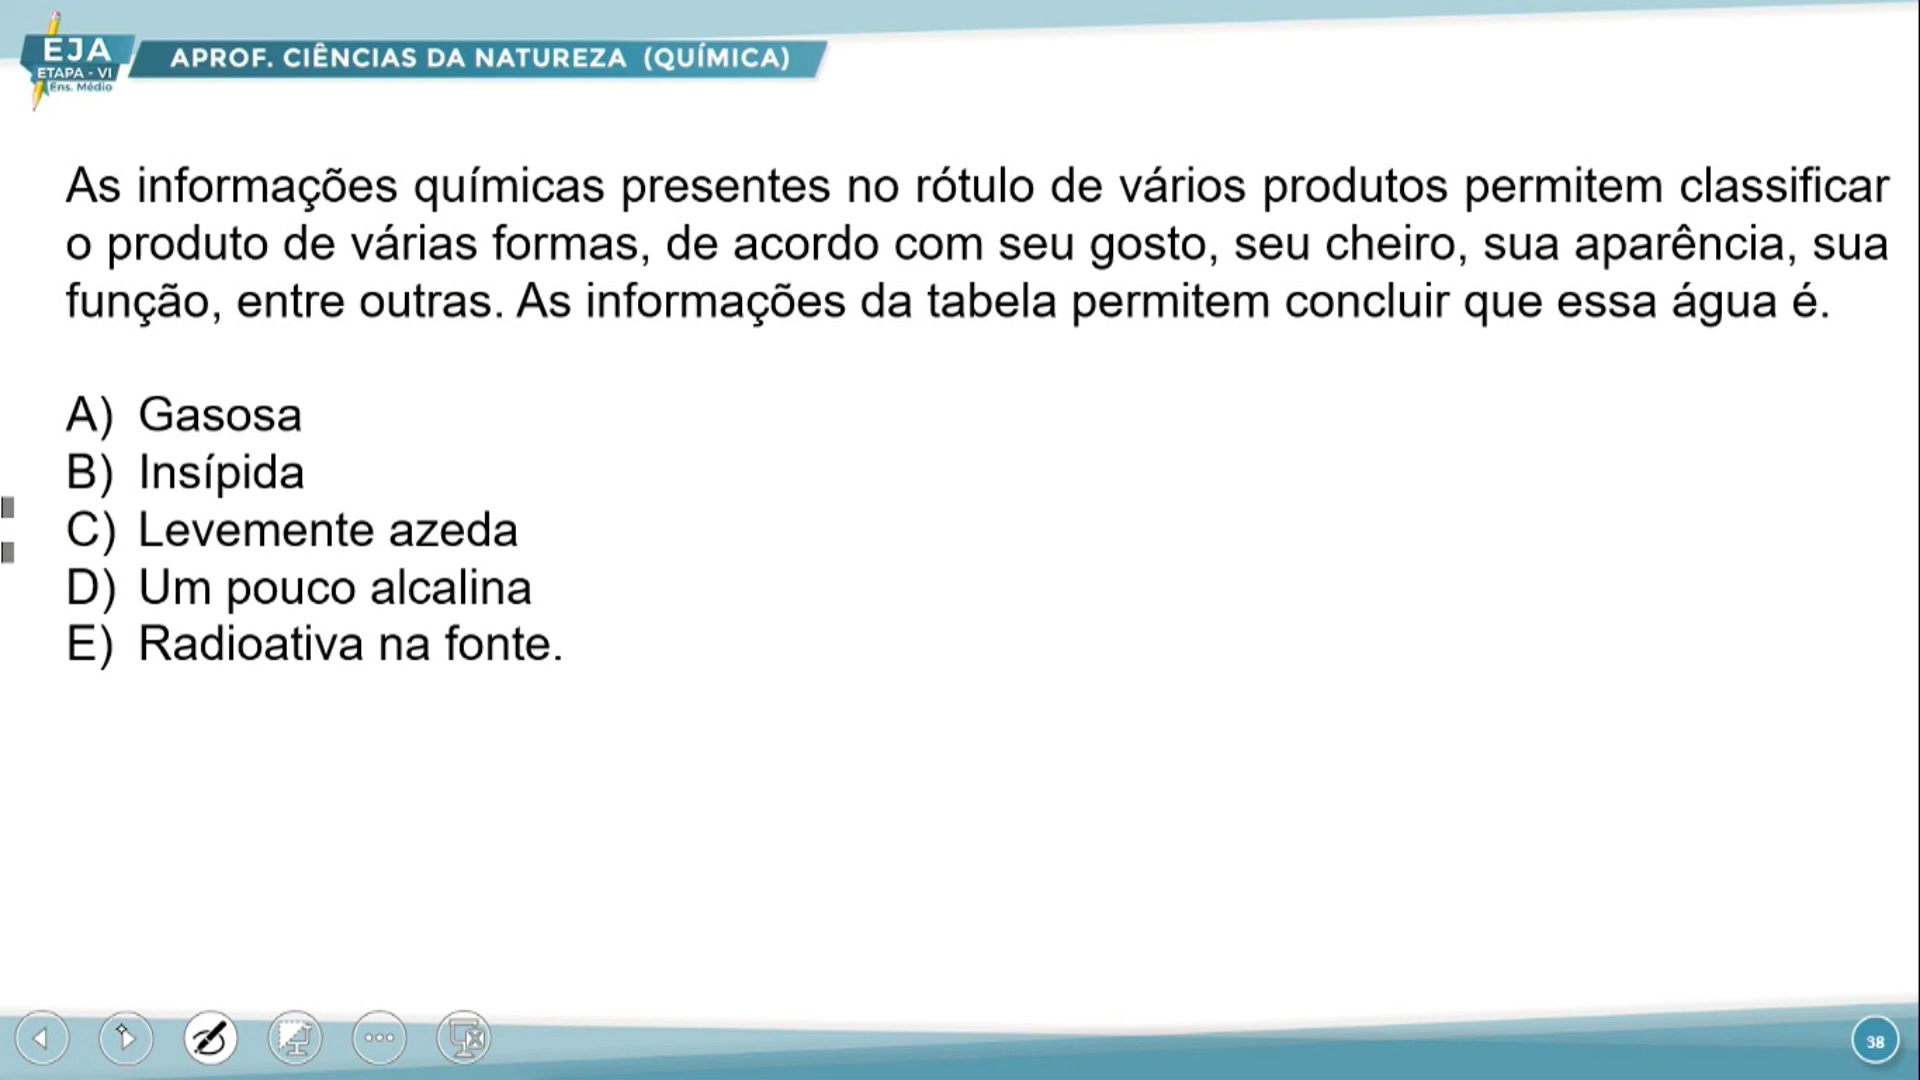 EJA
ETAPA - VI
Ens. Médio
APROF. CIÊNCIAS DA NATUREZA (QUÍMICA)
As informações químicas presentes no rótulo de vários produtos permitem classificar
o produto de várias formas, de acordo com seu gosto, seu cheiro, sua aparência, sua
função, entre outras. As informações da tabela permitem concluir que essa água é.
A) Gasosa
B) Insípida
C) Levemente azeda
D) Um pouco alcalina
E) Radioativa na fonte.
38